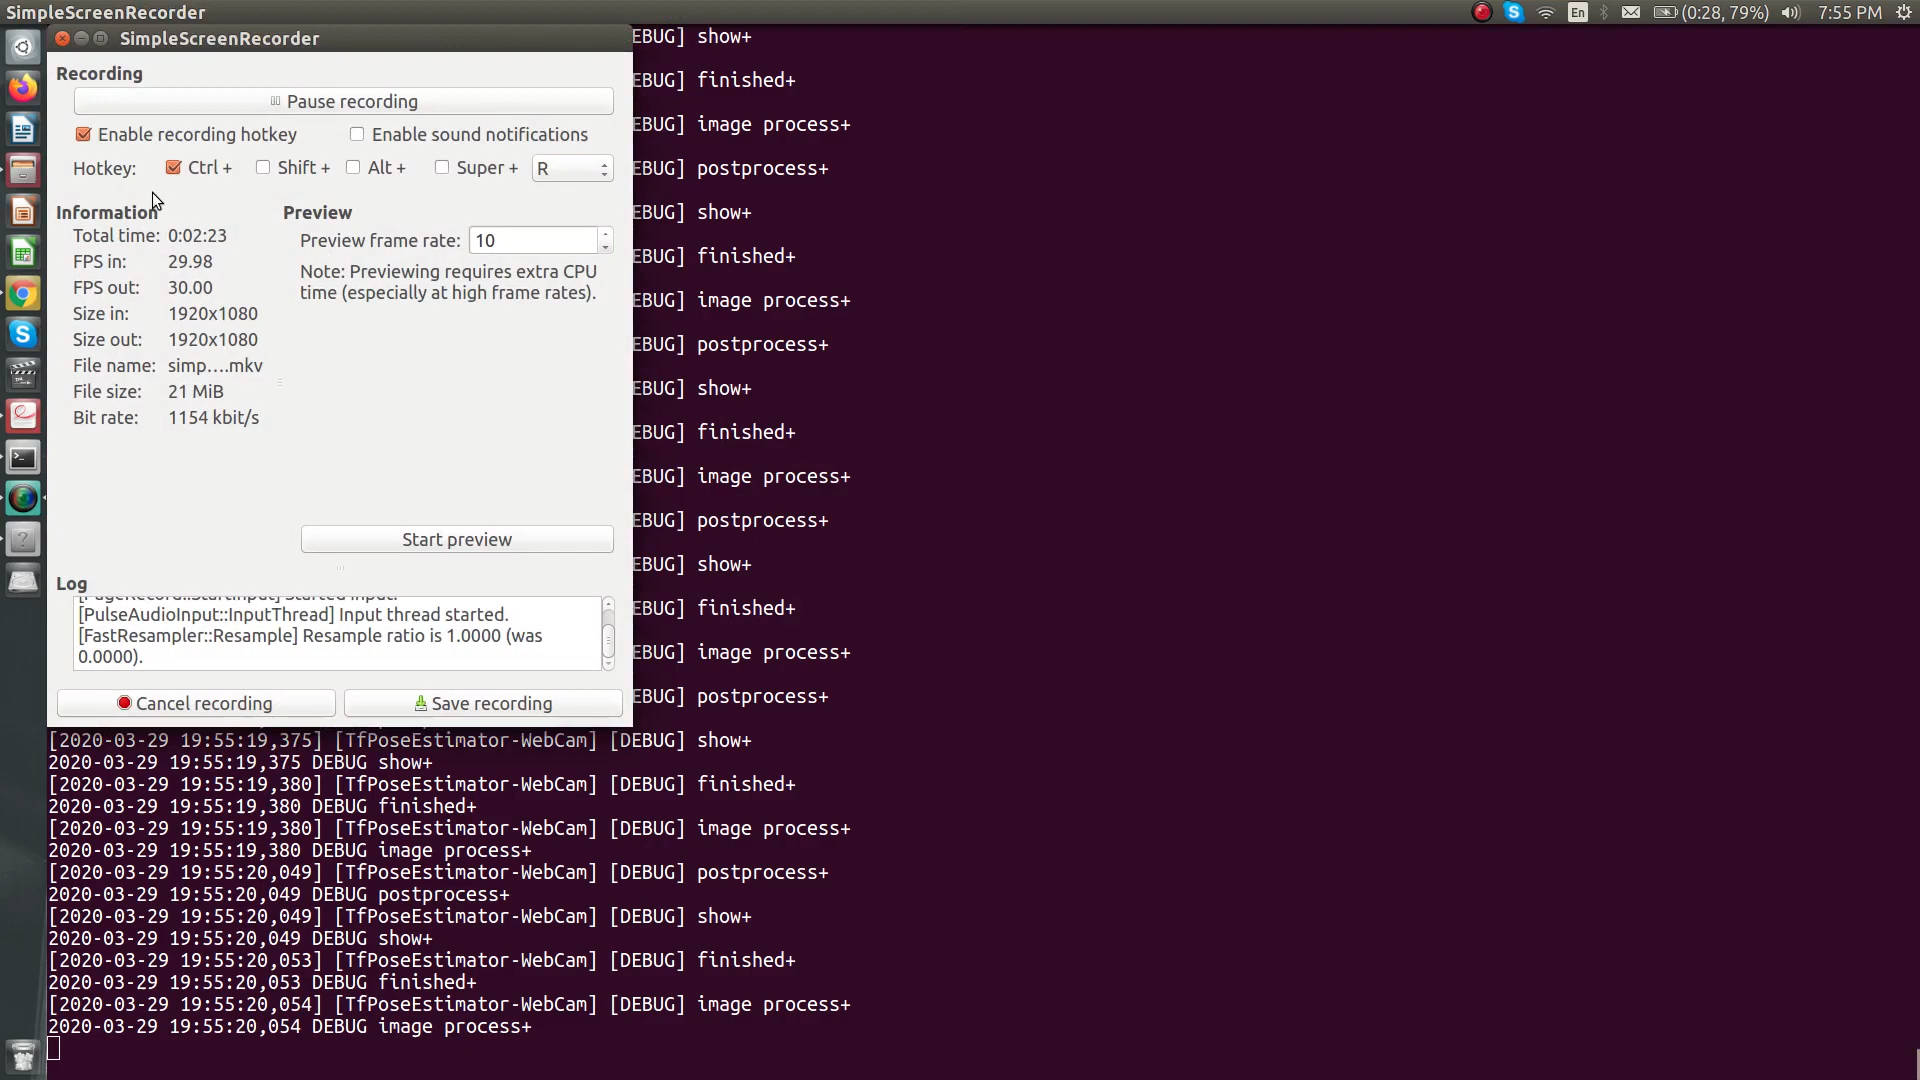 SimpleScreenRecorder
En
(0:28, 79%)
7:55 PM
SimpleScreenRecorder
Recording
Pause recording
Enable recording hotkey
Enable sound notifications
Hotkey: Ctrl + Shift + Alt + Super + R
Information
Total time: 0:02:23
FPS in: 29.98
FPS out: 30.00
Size in: 1920x1080
Size out: 1920x1080
File name: simp….mkv
File size: 21 MiB
Bit rate: 1154 kbit/s
Preview
Preview frame rate: 10
Note: Previewing requires extra CPU
time (especially at high frame rates).
Start preview
Log
[PageRecord::StartInput] Started input.
[PulseAudioInput::InputThread] Input thread started.
[FastResampler::Resample] Resample ratio is 1.0000 (was
0.0000).
Cancel recording
Save recording
EBUG] show+
EBUG] finished+
EBUG] image process+
EBUG] postprocess+
EBUG] show+
EBUG] finished+
EBUG] image process+
EBUG] postprocess+
EBUG] show+
EBUG] finished+
EBUG] image process+
EBUG] postprocess+
EBUG] show+
EBUG] finished+
EBUG] image process+
EBUG] postprocess+
[2020-03-29 19:55:19,375] [TfPoseEstimator-WebCam] [DEBUG] show+
2020-03-29 19:55:19,375 DEBUG show+
[2020-03-29 19:55:19,380] [TfPoseEstimator-WebCam] [DEBUG] finished+
2020-03-29 19:55:19,380 DEBUG finished+
[2020-03-29 19:55:19,380] [TfPoseEstimator-WebCam] [DEBUG] image process+
2020-03-29 19:55:19,380 DEBUG image process+
[2020-03-29 19:55:20,049] [TfPoseEstimator-WebCam] [DEBUG] postprocess+
2020-03-29 19:55:20,049 DEBUG postprocess+
[2020-03-29 19:55:20,049] [TfPoseEstimator-WebCam] [DEBUG] show+
2020-03-29 19:55:20,049 DEBUG show+
[2020-03-29 19:55:20,053] [TfPoseEstimator-WebCam] [DEBUG] finished+
2020-03-29 19:55:20,053 DEBUG finished+
[2020-03-29 19:55:20,054] [TfPoseEstimator-WebCam] [DEBUG] image process+
2020-03-29 19:55:20,054 DEBUG image process+